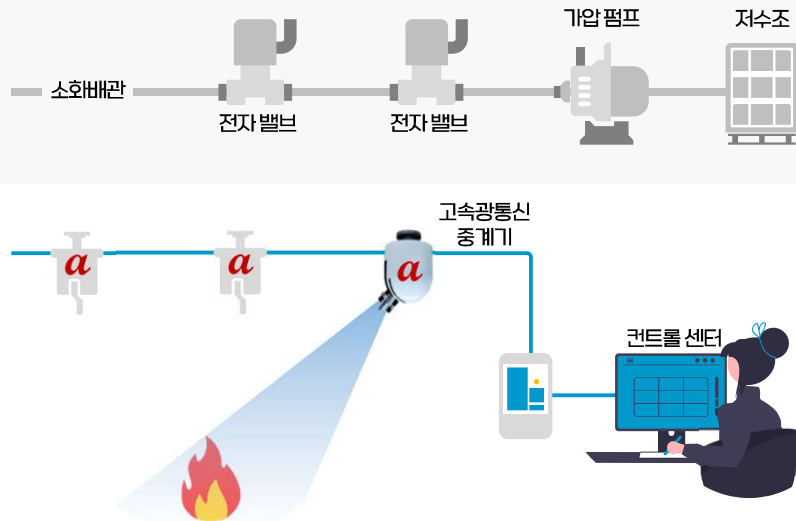 가압 펌프
저수조
소화배관
전자 밸브
전자 밸브
고속광통신
중계기
a
a
a
컨트롤 센터